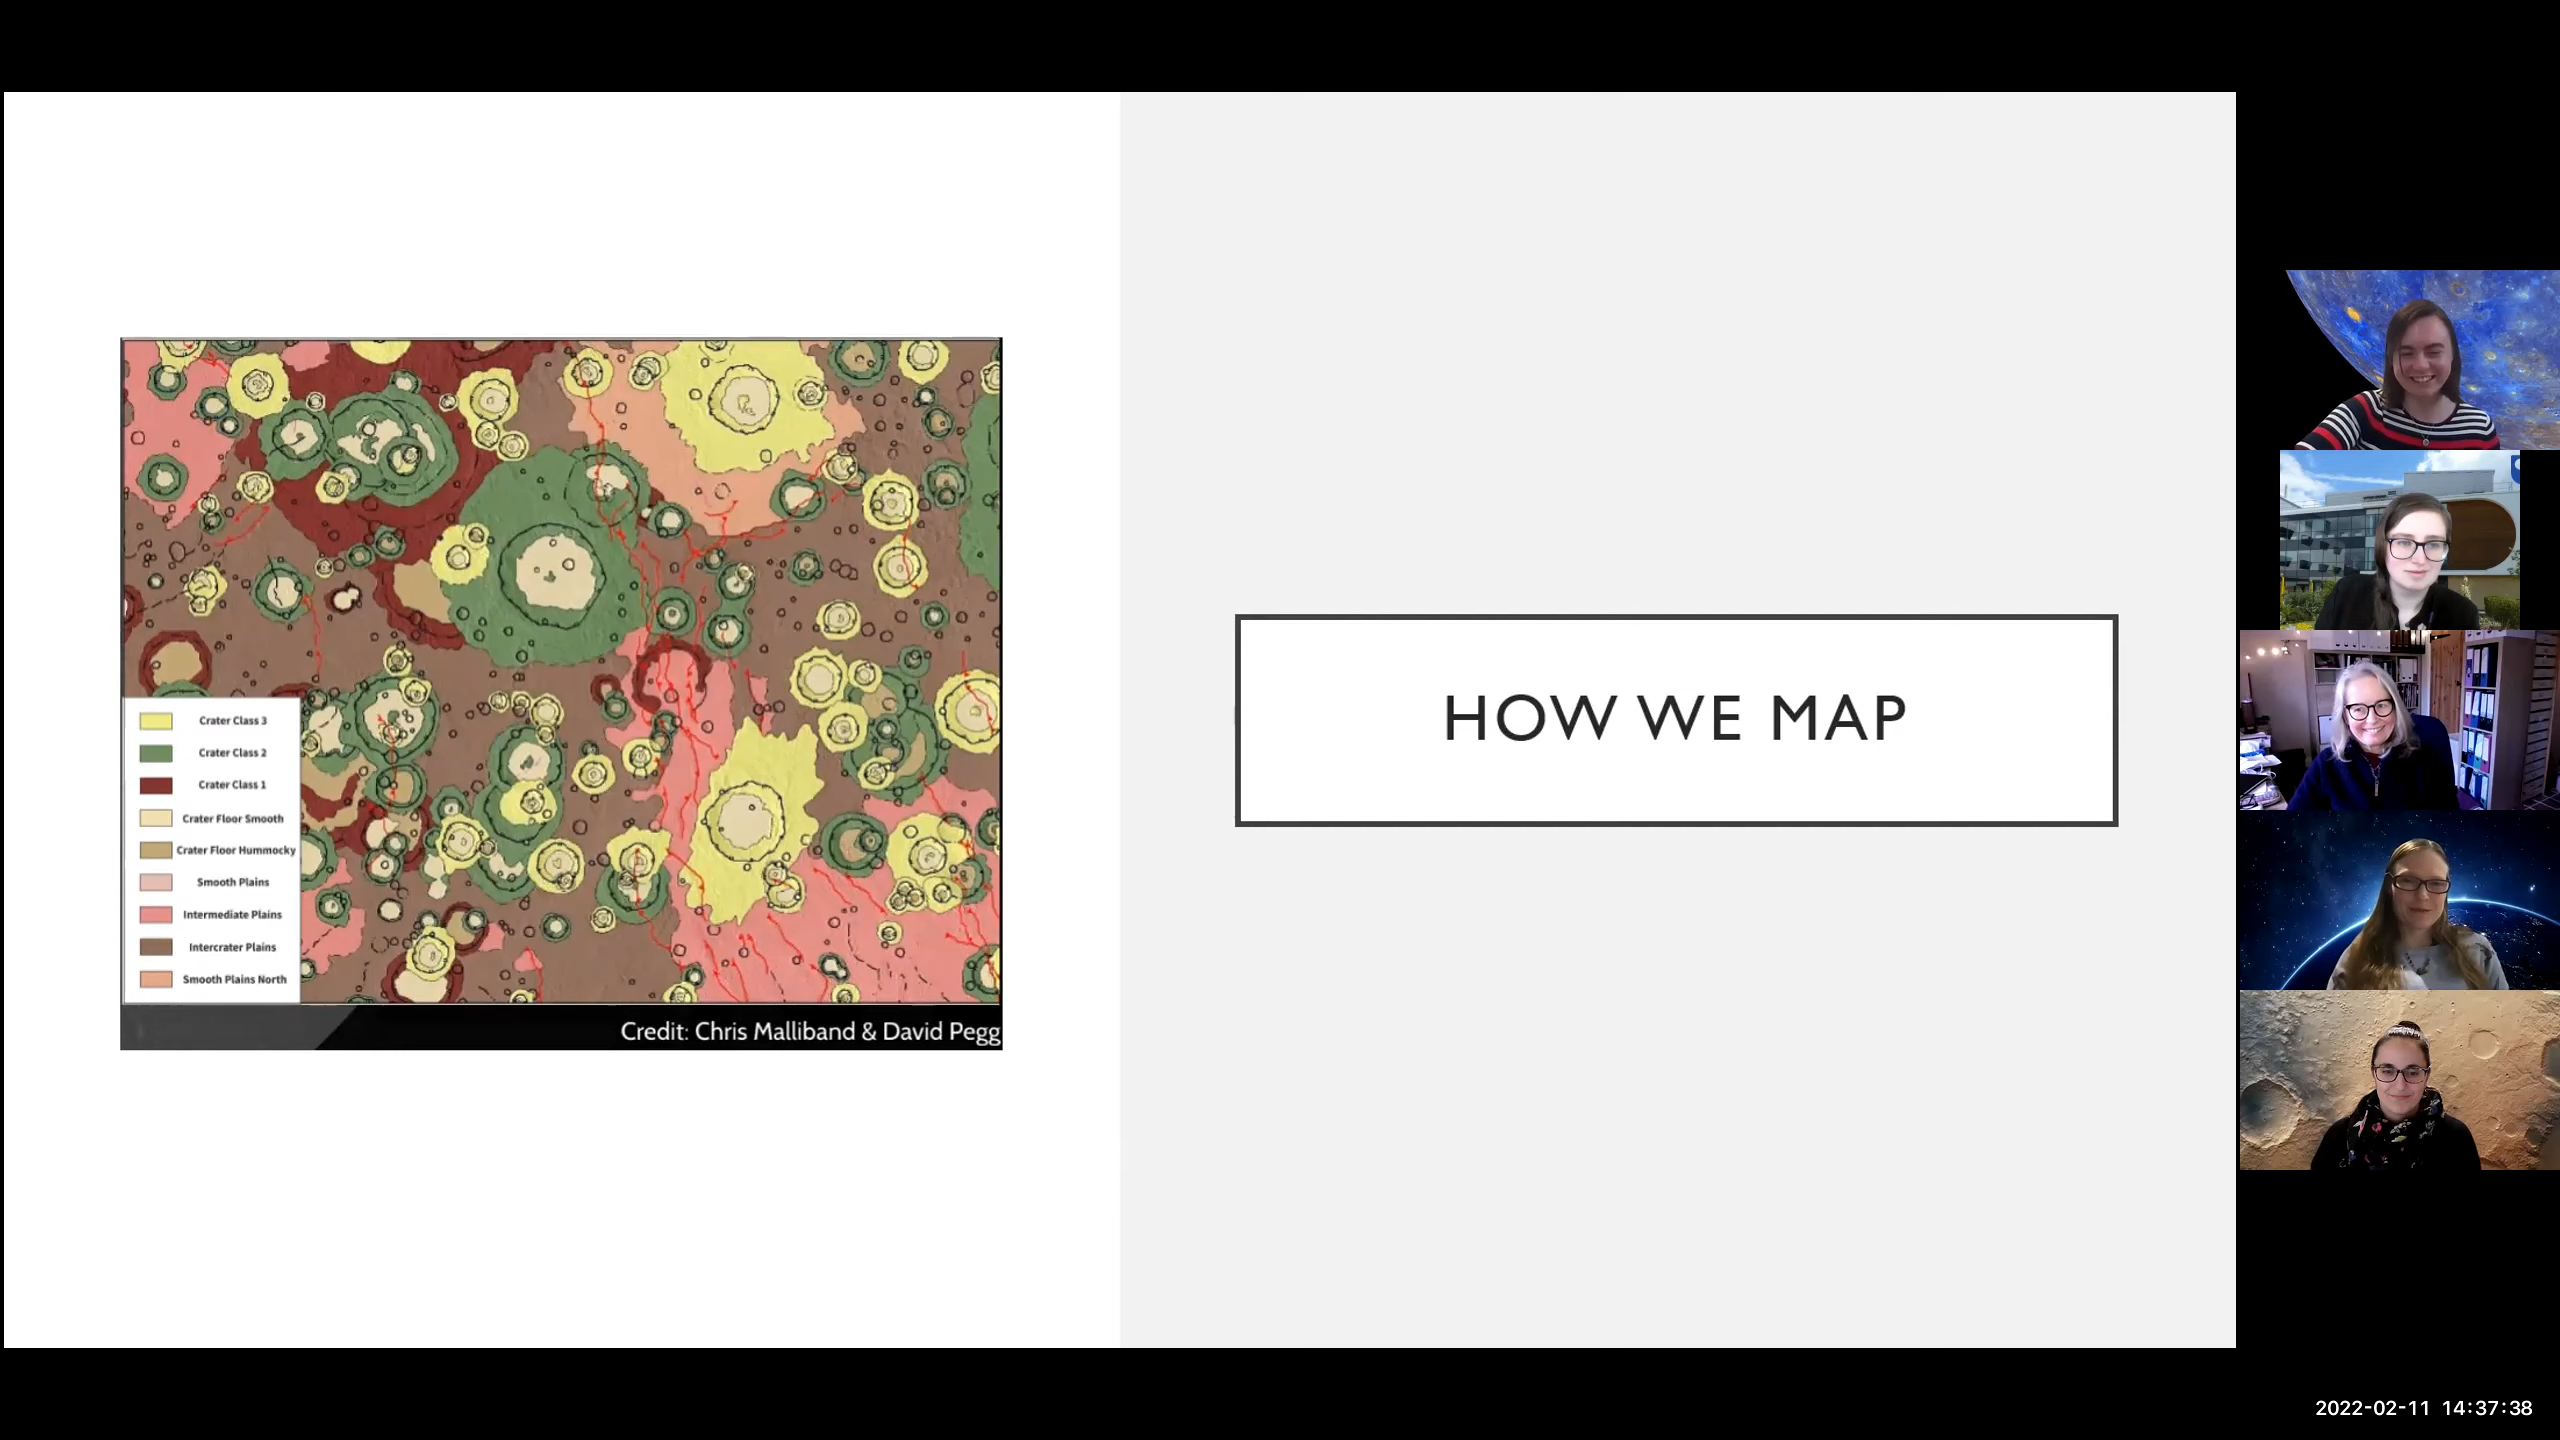 Crater Class 3
Crater Class 2
Crater Class 1
Crater Floor Smooth
Crater Floor Hummocky
Smooth Plains
Intermediate Plains
Intercrater Plains
Smooth Plains North
Credit: Chris Malliband & David Pegg
HOW WE MAP
2022-02-11 14:37:38